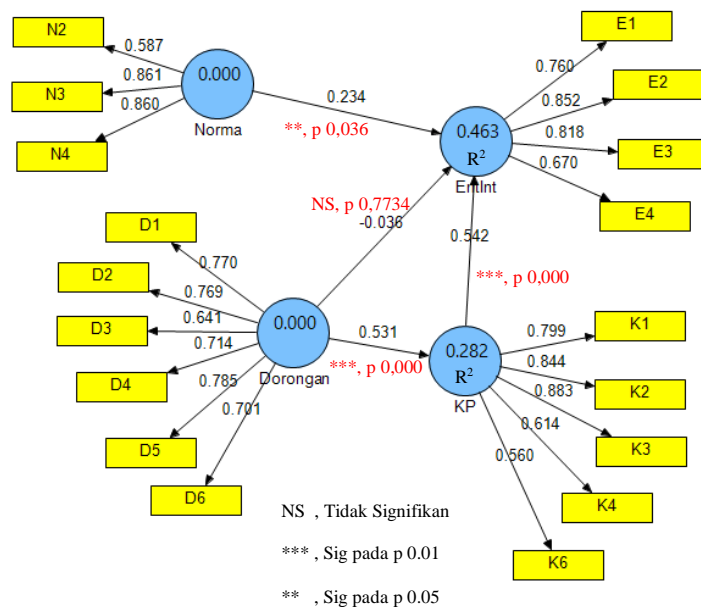 N2
0.587
N3
0.861
N4
0.860
0.000
Norma
0.234
**, p 0,036
E1
0.760
E2
0.852
0.463
R²
EntInt
0.818
E3
0.670
E4
NS, p 0,7734
-0.036
0.542
***, p 0,000
D1
0.770
D2
0.769
D3
0.641
D4
0.714
D5
0.785
D6
0.701
0.000
Dorongan
0.531
***, p 0,000
0.282
R²
KP
0.799
K1
0.844
K2
0.883
K3
0.614
K4
0.560
K6
NS , Tidak Signifikan
*** , Sig pada p 0.01
** , Sig pada p 0.05